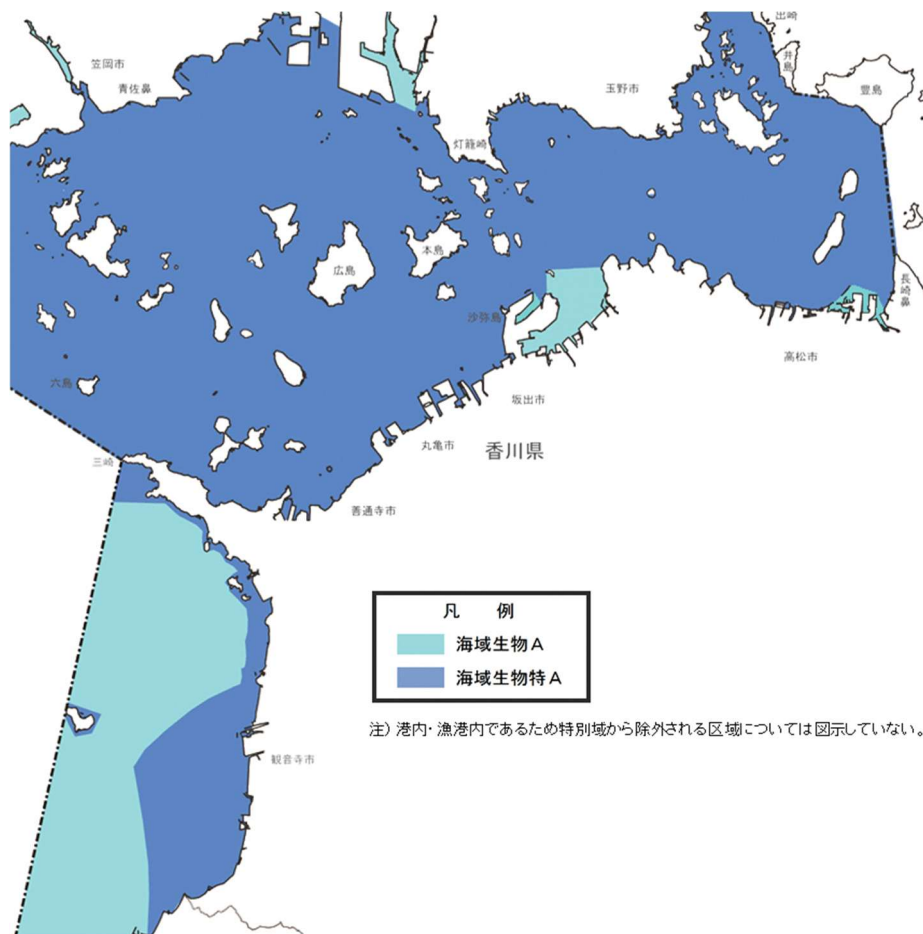 出崎
笠岡市
井島
青佐鼻
玉野市
豊島
灯籠崎
本島
広島
長崎鼻
沙弥島
高松市
六島
坂出市
丸亀市
香川県
三崎
善通寺市
凡 例
海域生物A
海域生物特A
注) 港内・漁港内であるため特別域から除外される区域については図示していない。
観音寺市